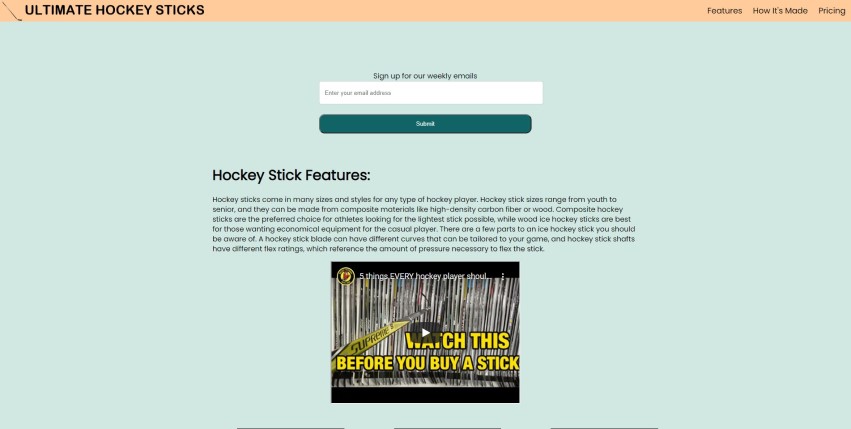 ULTIMATE HOCKEY STICKS
Features How It's Made Pricing
Sign up for our weekly emails
Enter your email address
Submit
Hockey Stick Features:
Hockey sticks come in many sizes and styles for any type of hockey player. Hockey stick sizes range from youth to
senior, and they can be made from composite materials like high-density carbon fiber or wood. Composite hockey
sticks are the preferred choice for athletes looking for the lightest stick possible, while wood ice hockey sticks are best
for those wanting economical equipment for the casual player. There are a few parts to an ice hockey stick you should
be aware of. A hockey stick blade can have different curves that can be tailored to your game, and hockey stick shafts
have different flex ratings, which reference the amount of pressure necessary to flex the stick.
5 things EVERY hockey player shoul...
SUPREME
WATCH THIS
BEFORE YOU BUY A STICK